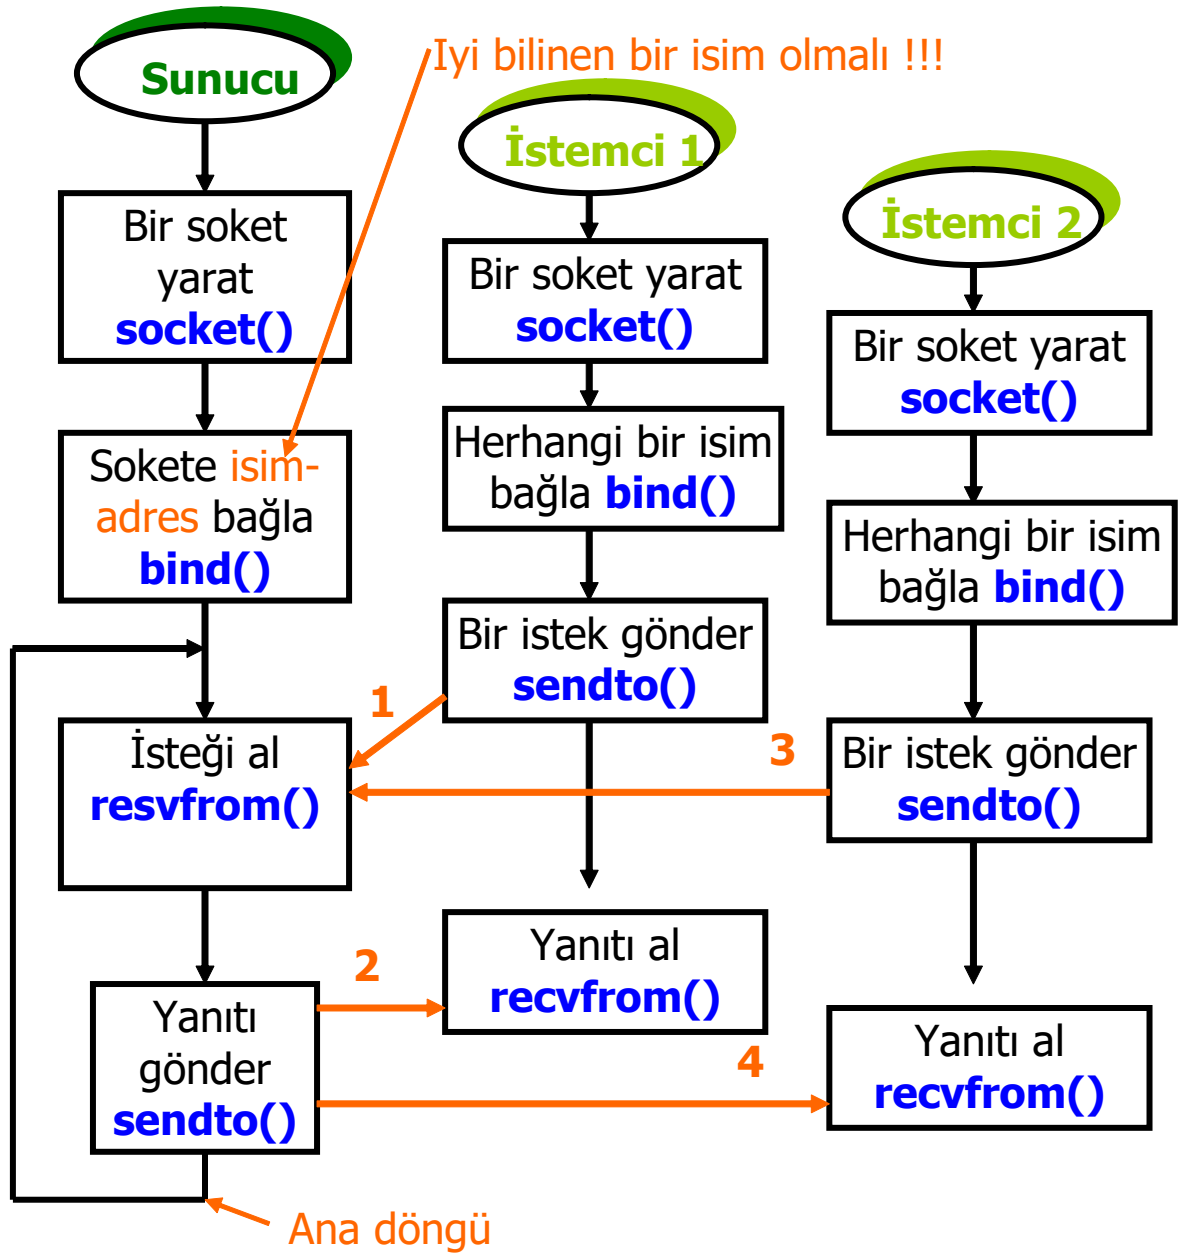 Sunucu
Iyi bilinen bir isim olmalı !!!
Bir soket
yarat
socket()
Sokete isim-
adres bağla
bind()
İsteği al
resvfrom()
Yanıtı
gönder
sendto()
Ana döngü
İstemci 1
Bir soket yarat
socket()
Herhangi bir isim
bağla bind()
Bir istek gönder
sendto()
1
2
Yanıtı al
recvfrom()
İstemci 2
Bir soket yarat
socket()
Herhangi bir isim
bağla bind()
3
Bir istek gönder
sendto()
4
Yanıtı al
recvfrom()